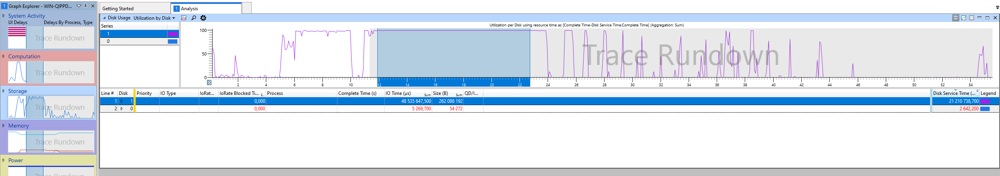 1 Graph Explorer - WIN-QIPPD...
System Activity
UI Delays Delays By Process, Type
Trace Rundown
Computation
Trace Rundown
Storage
Trace Rundown
Memory
Trace Rundown
Power
Trace Rundown
Getting Started
1 Analysis
Disk Usage Utilization by Disk
Series
1
0
Utilization per Disk using resource time as [Complete Time-Disk Service Time,Complete Time] (Aggregation: Sum)
100
50
0
Trace Rundown
2 4 6 8 10 12 14 16 18 20 22 24 26 28 30 32 34 36 38 40 42 44 46 48 50 52 54
Line # Disk Priority IO Type IoRat... IoRate Blocked Ti... S... Process Complete Time (s) IO Time (µs) Sum Size (B) Sum QD/I... Disk Service Time (... Legend
1 1 0,000 48 535 647,500 262 088 192 21 210 738,700
2 0 0,000 5 269,700 54 272 2 642,200